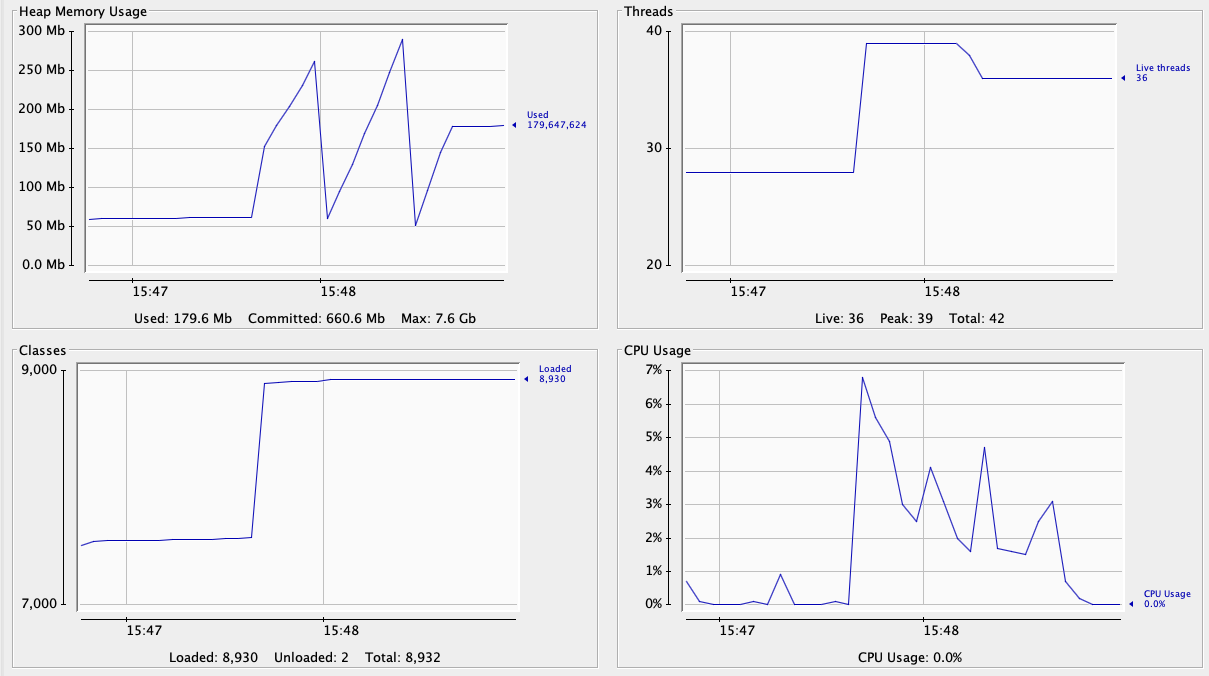 Heap Memory Usage
300 Mb
250 Mb
200 Mb
150 Mb
100 Mb
50 Mb
0.0 Mb
15:47
15:48
Used
179,647,624
Used: 179.6 Mb Committed: 660.6 Mb Max: 7.6 Gb
Threads
40
30
20
15:47
15:48
Live threads
36
Live: 36 Peak: 39 Total: 42
Classes
9,000
7,000
15:47
15:48
Loaded
8,930
Loaded: 8,930 Unloaded: 2 Total: 8,932
CPU Usage
7%
6%
5%
4%
3%
2%
1%
0%
15:47
15:48
CPU Usage
0.0%
CPU Usage: 0.0%